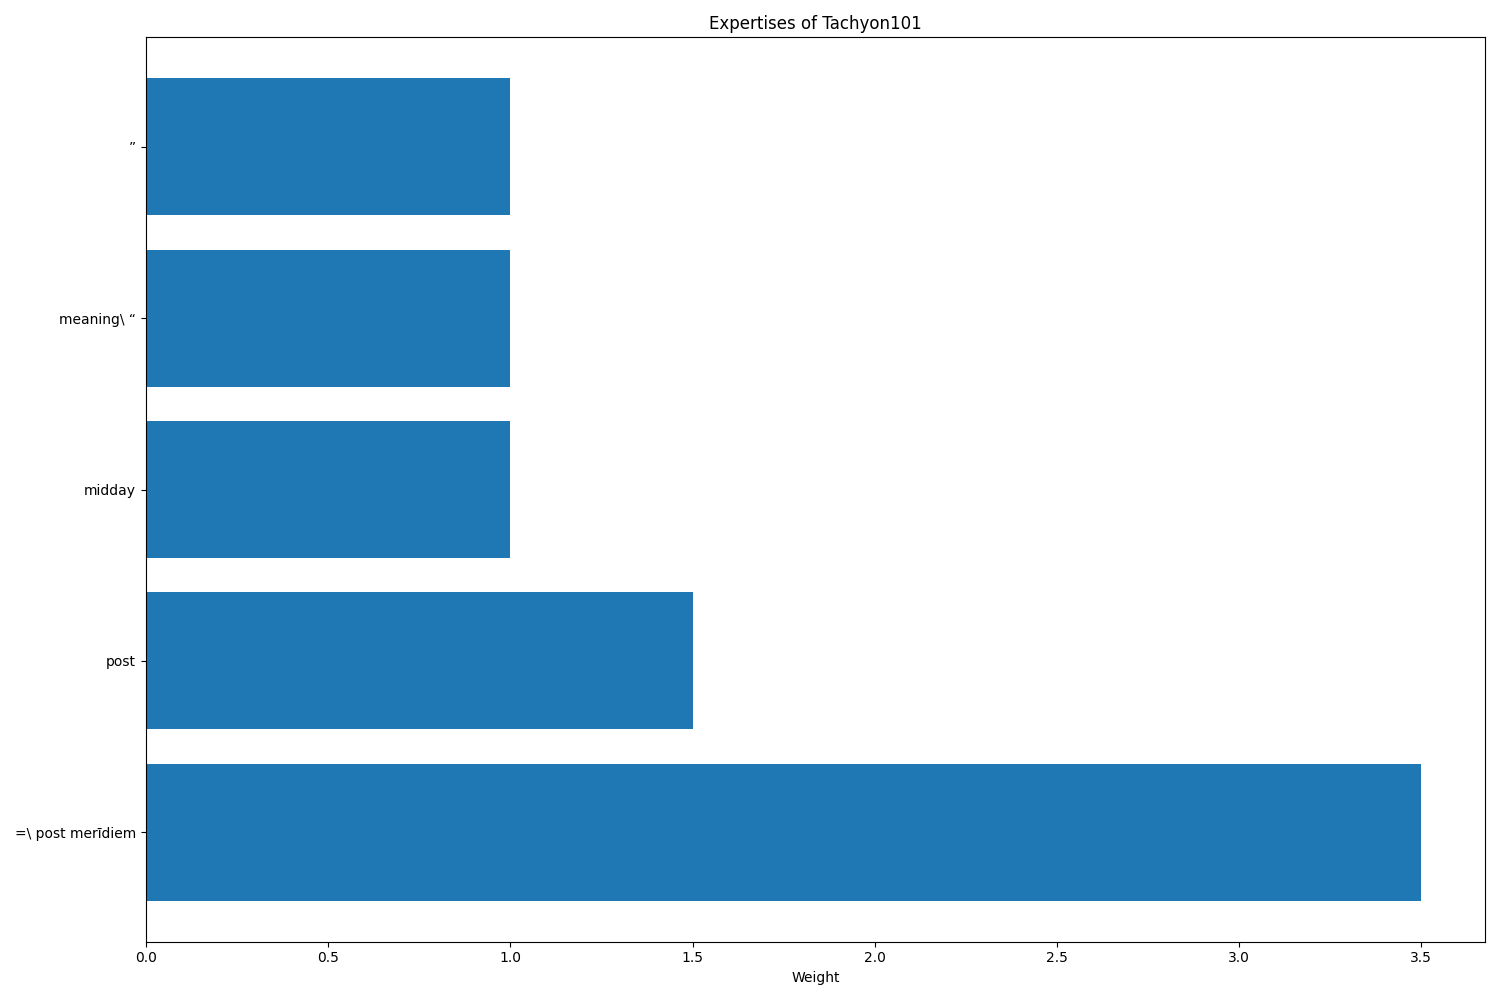 Expertises of Tachyon101
”
meaning\ “
midday
post
=\ post merīdiem
0.0 0.5 1.0 1.5 2.0 2.5 3.0 3.5
Weight